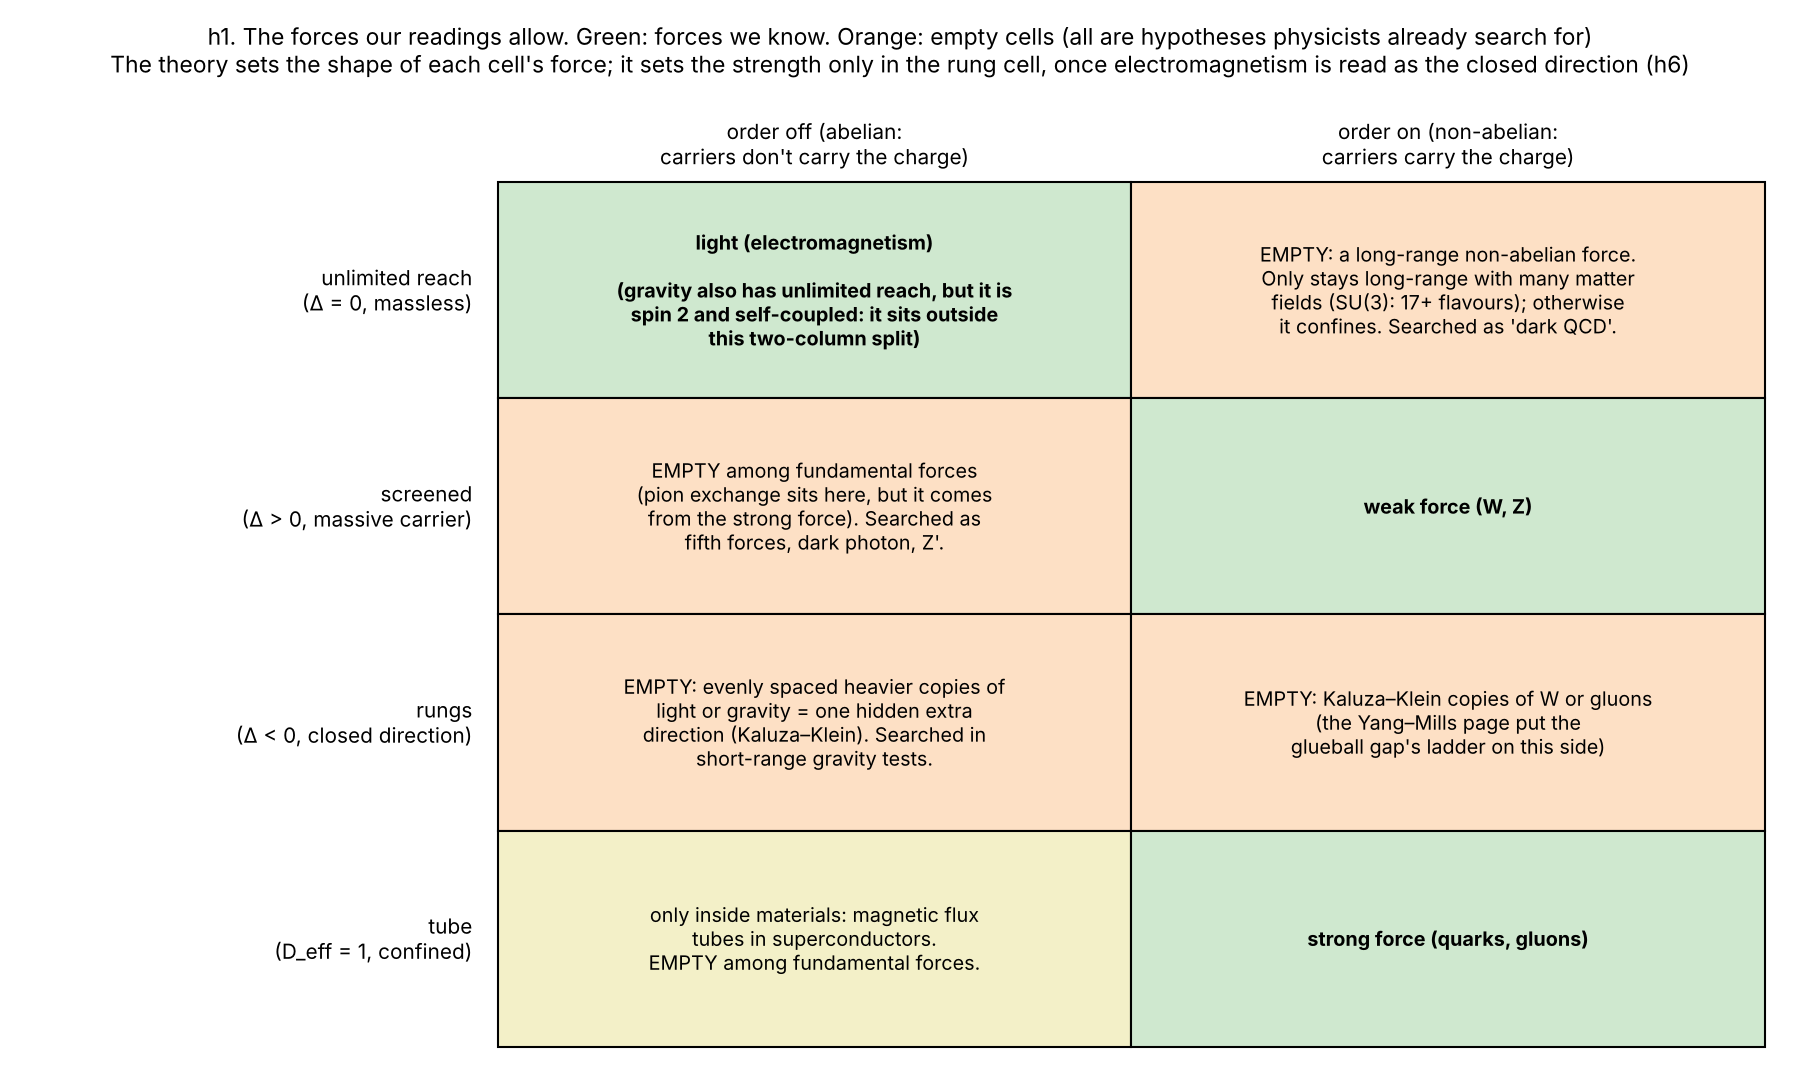 h1. The forces our readings allow. Green: forces we know. Orange: empty cells (all are hypotheses physicists already search for)
The theory sets the shape of each cell's force; it sets the strength only in the rung cell, once electromagnetism is read as the closed direction (h6)
order off (abelian:
carriers don't carry the charge)
order on (non-abelian:
carriers carry the charge)
unlimited reach
(Δ = 0, massless)
light (electromagnetism)
(gravity also has unlimited reach, but it is
spin 2 and self-coupled: it sits outside
this two-column split)
EMPTY: a long-range non-abelian force.
Only stays long-range with many matter
fields (SU(3): 17+ flavours); otherwise
it confines. Searched as 'dark QCD'.
screened
(Δ > 0, massive carrier)
EMPTY among fundamental forces
(pion exchange sits here, but it comes
from the strong force). Searched as
fifth forces, dark photon, Z'.
weak force (W, Z)
rungs
(Δ < 0, closed direction)
EMPTY: evenly spaced heavier copies of
light or gravity = one hidden extra
direction (Kaluza–Klein). Searched in
short-range gravity tests.
EMPTY: Kaluza–Klein copies of W or gluons
(the Yang–Mills page put the
glueball gap's ladder on this side)
tube
(D_eff = 1, confined)
only inside materials: magnetic flux
tubes in superconductors.
EMPTY among fundamental forces.
strong force (quarks, gluons)